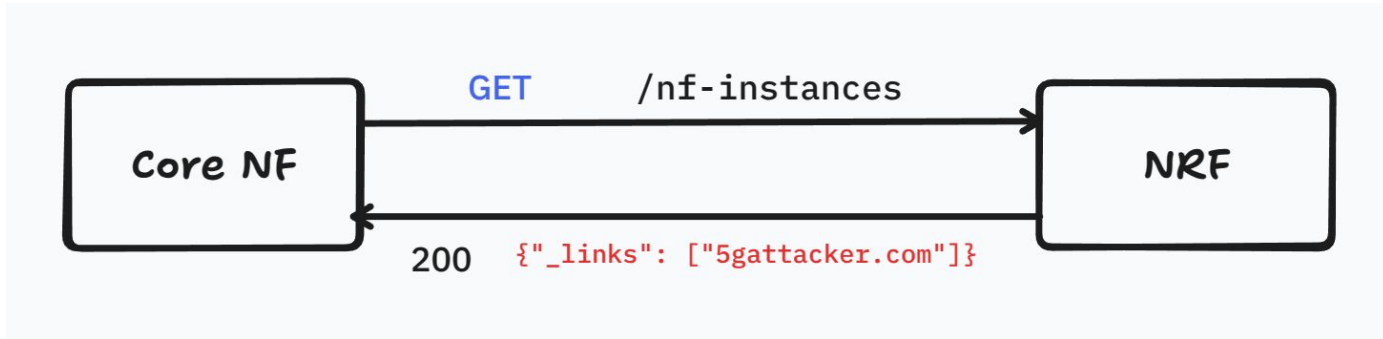 GET /nf-instances
Core NF
NRF
200 {"_links": ["5gattacker.com"]}